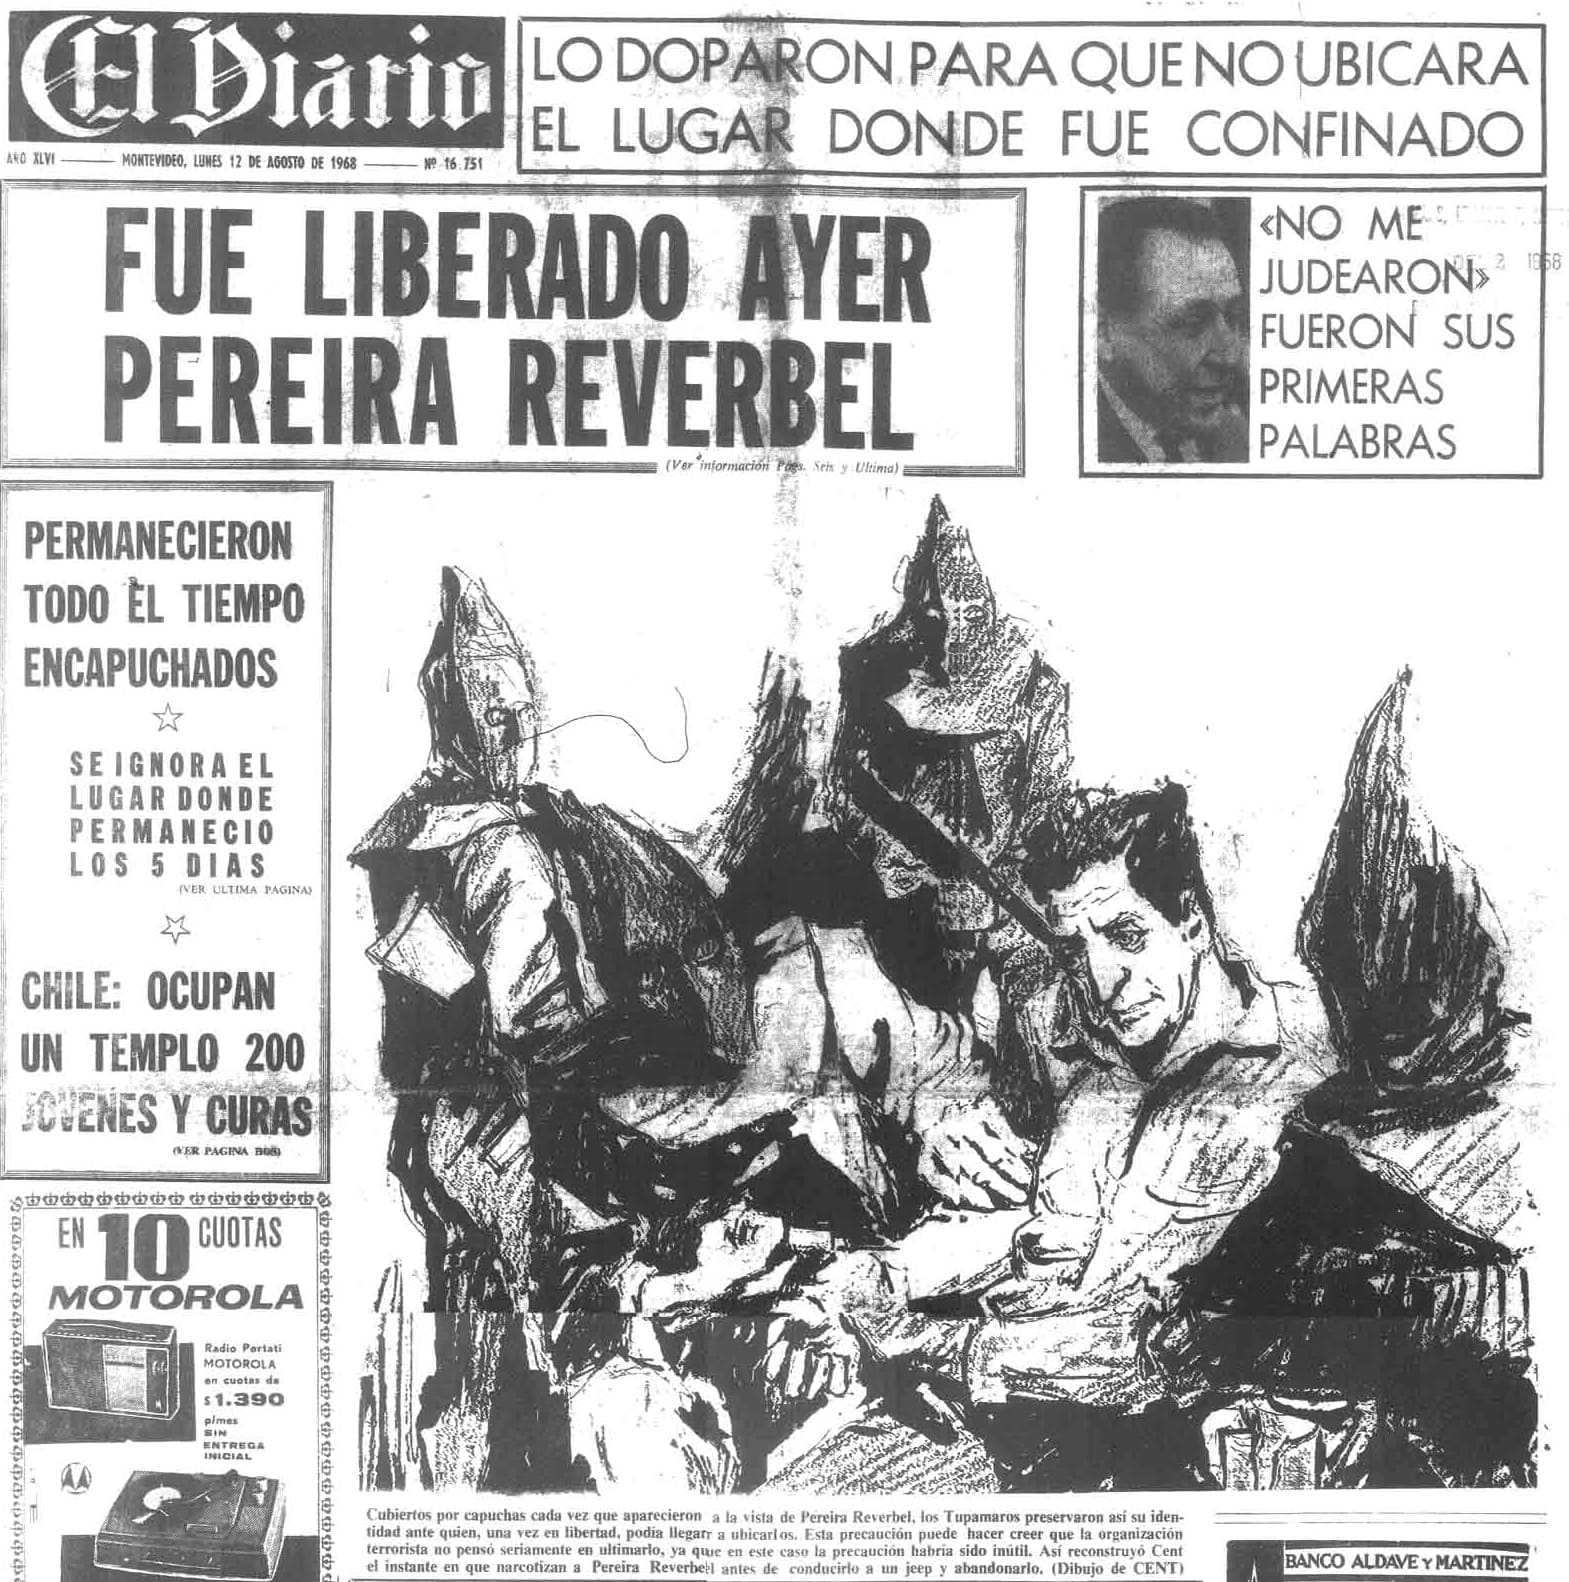 El Diario
AÑO XLVI — MONTEVIDEO, LUNES 12 DE AGOSTO DE 1968 — Nº 16.751
LO DOPARON PARA QUE NO UBICARA
EL LUGAR DONDE FUE CONFINADO
FUE LIBERADO AYER
PEREIRA REVERBEL
(Ver información Pags. Seis y Ultima)
«NO ME
JUDEARON»
FUERON SUS
PRIMERAS
PALABRAS
1968
PERMANECIERON
TODO EL TIEMPO
ENCAPUCHADOS
SE IGNORA EL
LUGAR DONDE
PERMANECIO
LOS 5 DIAS
(VER ULTIMA PAGINA)
CHILE: OCUPAN
UN TEMPLO 200
JOVENES Y CURAS
(VER PAGINA DOS)
EN 10 CUOTAS
MOTOROLA
Radio Portati
MOTOROLA
en cuotas de
$ 1.390
p/mes
SIN
ENTREGA
INICIAL
Cubiertos por capuchas cada vez que aparecieron a la vista de Pereira Reverbel, los Tupamaros preservaron así su iden-
tidad ante quien, una vez en libertad, podía llegar a ubicarlos. Esta precaución puede hacer creer que la organización
terrorista no pensó seriamente en ultimarlo, ya que en este caso la precaución habría sido inútil. Así reconstruyó Cent
el instante en que narcotizan a Pereira Reverbel antes de conducirlo a un jeep y abandonarlo. (Dibujo de CENT)
BANCO ALDAVE Y MARTINEZ